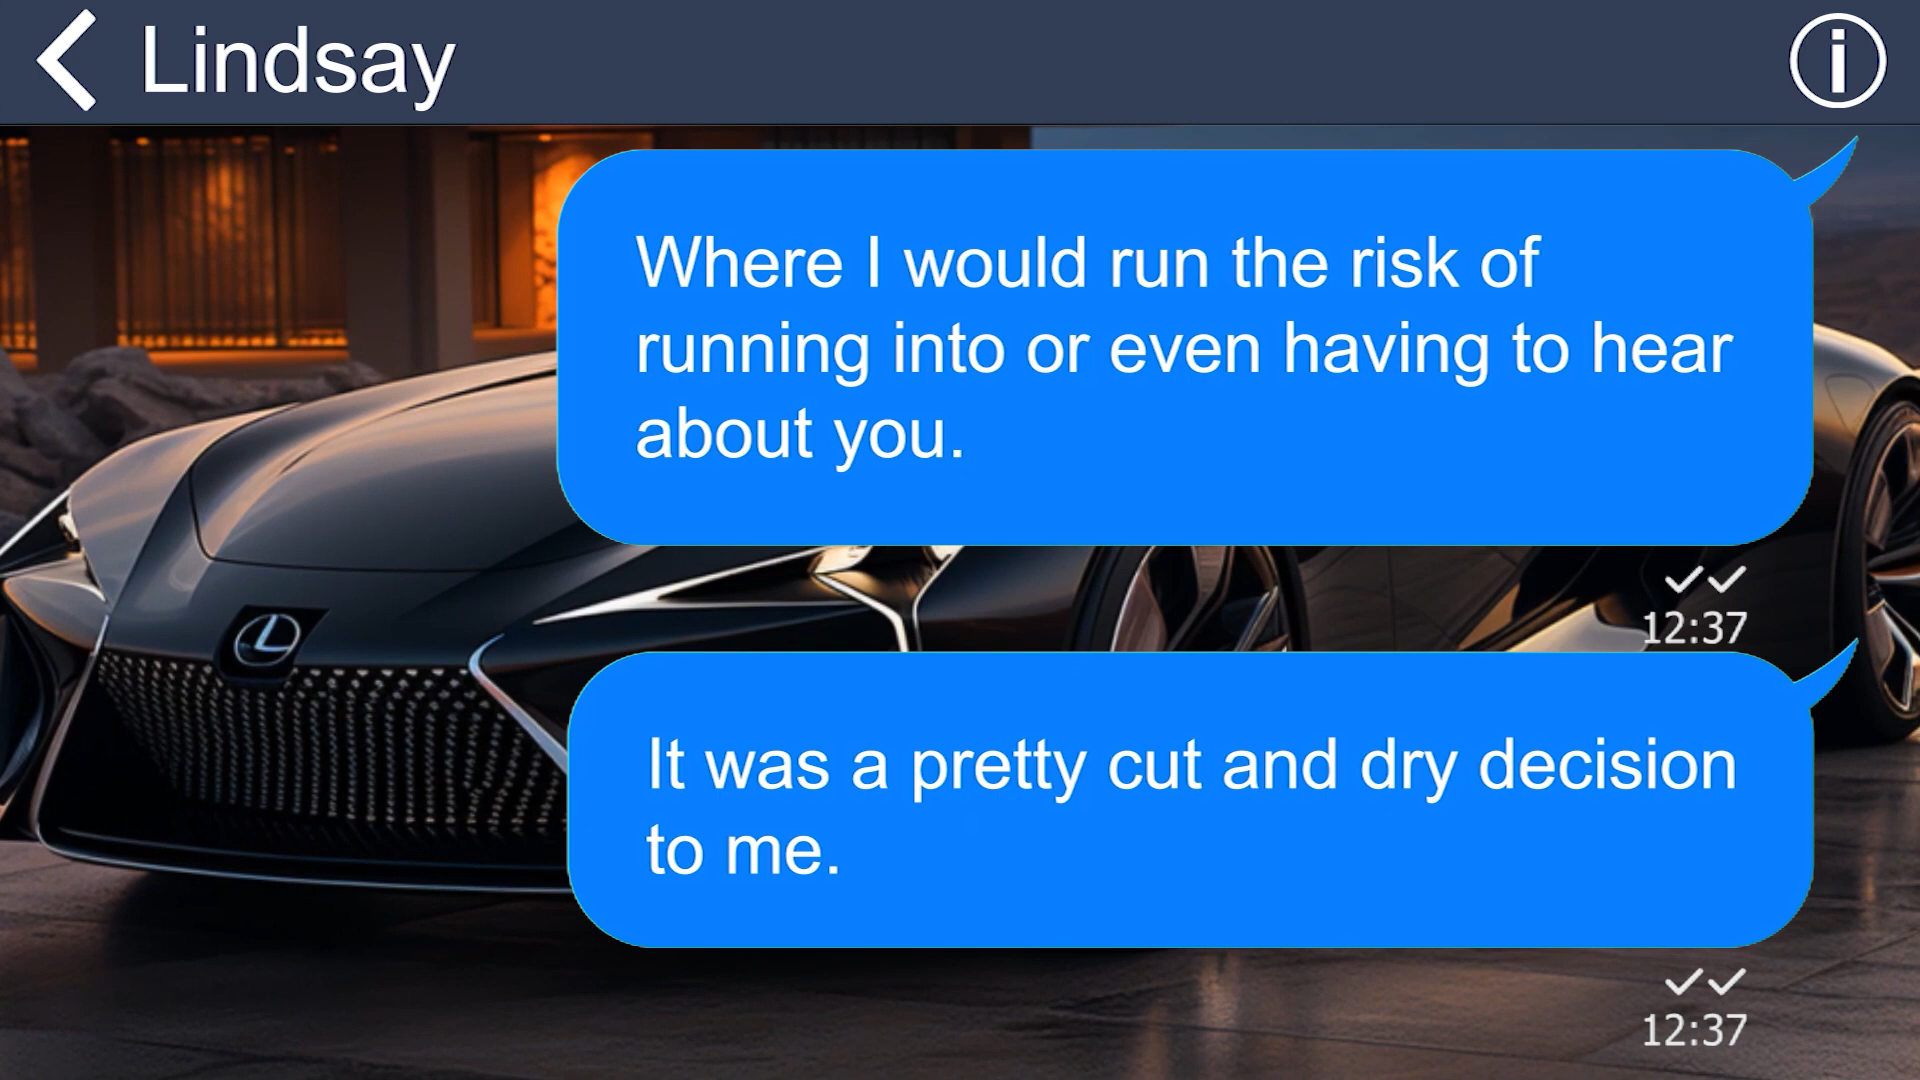 Lindsay
Where I would run the risk of
running into or even having to hear
about you.
12:37
It was a pretty cut and dry decision
to me.
12:37